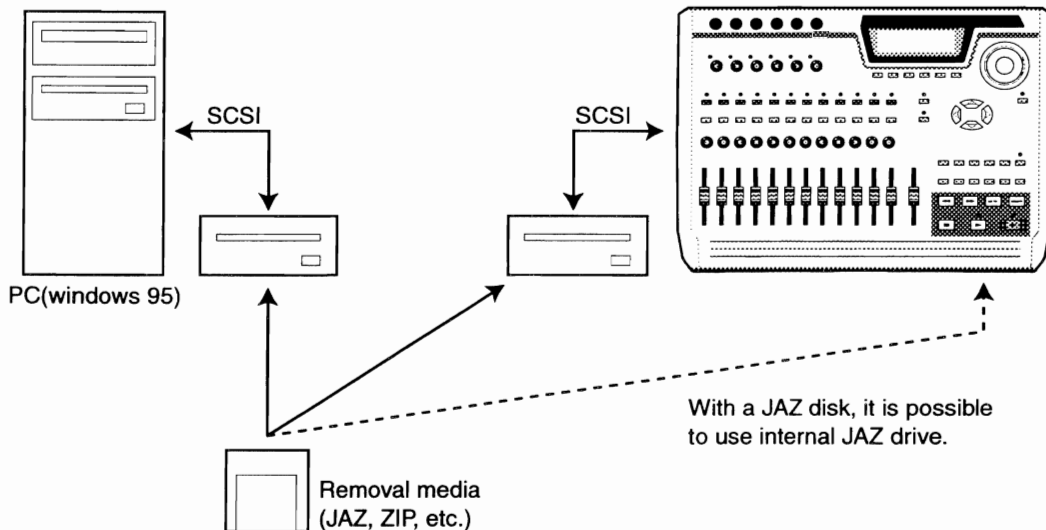 SCSI
SCSI
PC(windows 95)
With a JAZ disk, it is possible
to use internal JAZ drive.
Removal media
(JAZ, ZIP, etc.)